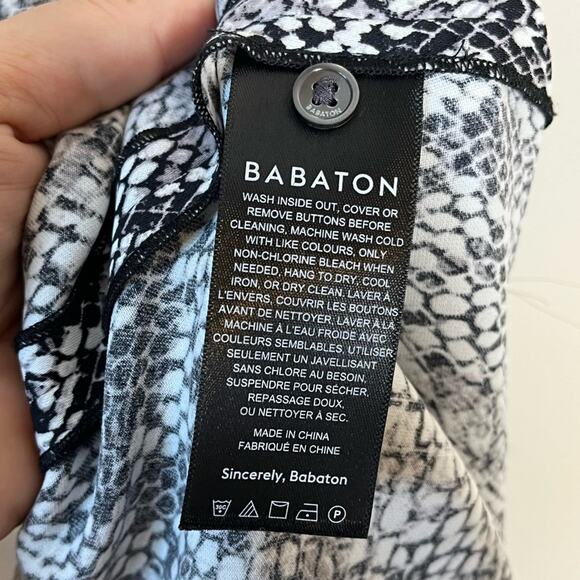 BABATON
BABATON
WASH INSIDE OUT, COVER OR
REMOVE BUTTONS BEFORE
CLEANING, MACHINE WASH COLD
WITH LIKE COLOURS, ONLY
NON-CHLORINE BLEACH WHEN
NEEDED, HANG TO DRY, COOL
IRON, OR DRY CLEAN. LAVER À
L'ENVERS, COUVRIR LES BOUTONS
AVANT DE NETTOYER, LAVER À LA
MACHINE À L'EAU FROIDE AVEC
COULEURS SEMBLABLES, UTILISER
SEULEMENT UN JAVELLISANT
SANS CHLORE AU BESOIN,
SUSPENDRE POUR SÉCHER,
REPASSAGE DOUX,
OU NETTOYER À SEC.
MADE IN CHINA
FABRIQUÉ EN CHINE
Sincerely, Babaton
30C P